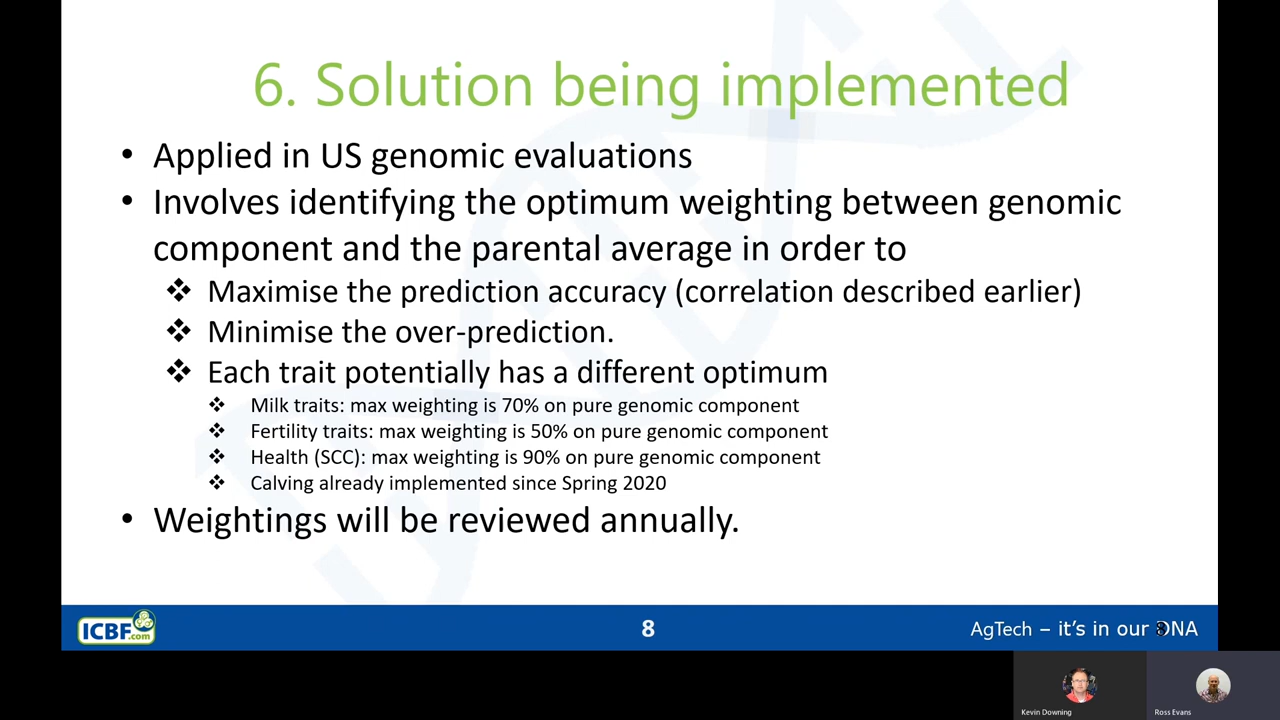 6. Solution being implemented
• Applied in US genomic evaluations
• Involves identifying the optimum weighting between genomic
component and the parental average in order to
❖ Maximise the prediction accuracy (correlation described earlier)
❖ Minimise the over-prediction.
❖ Each trait potentially has a different optimum
❖ Milk traits: max weighting is 70% on pure genomic component
❖ Fertility traits: max weighting is 50% on pure genomic component
❖ Health (SCC): max weighting is 90% on pure genomic component
❖ Calving already implemented since Spring 2020
• Weightings will be reviewed annually.
ICBF.com
8
AgTech – it's in our DNA
8
Kevin Downing
Ross Evans